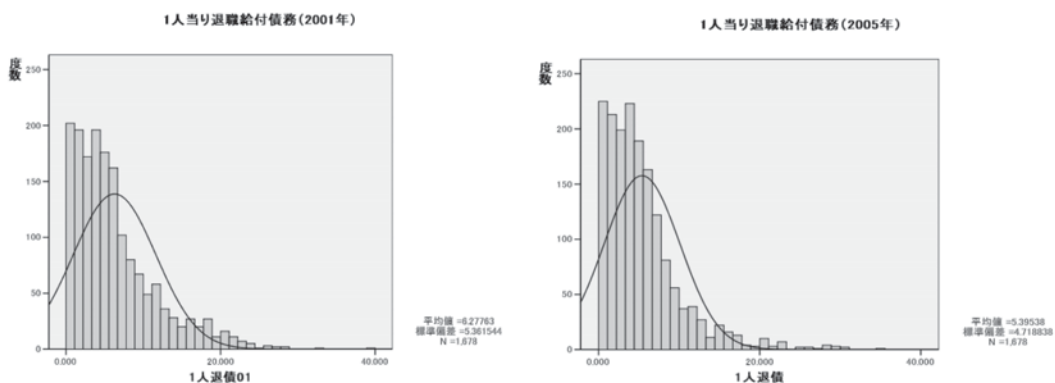 1人当り退職給付債務(2001年)
度数
250
200
150
100
50
0
0.000
20.000
40.000
1人退債01
平均値 =6.27763
標準偏差 =5.361544
N =1,678
1人当り退職給付債務(2005年)
度数
250
200
150
100
50
0
0.000
20.000
40.000
1人退債
平均値 =5.39538
標準偏差 =4.718838
N =1,678